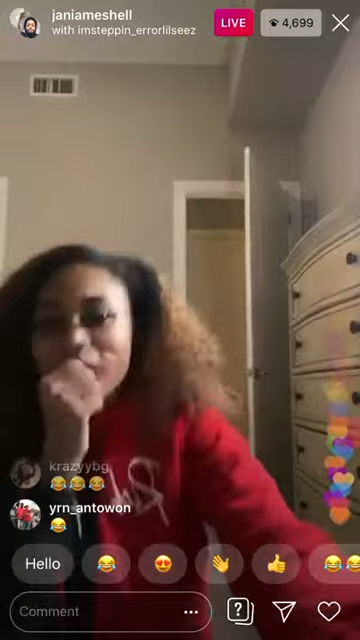 janiameshell
with imsteppin_errorlilseez
LIVE
4,699
krazyybg
😂😂😂
yrn_antowon
😂
Hello 😂 😍 👋 👍 😂😂
Comment
?